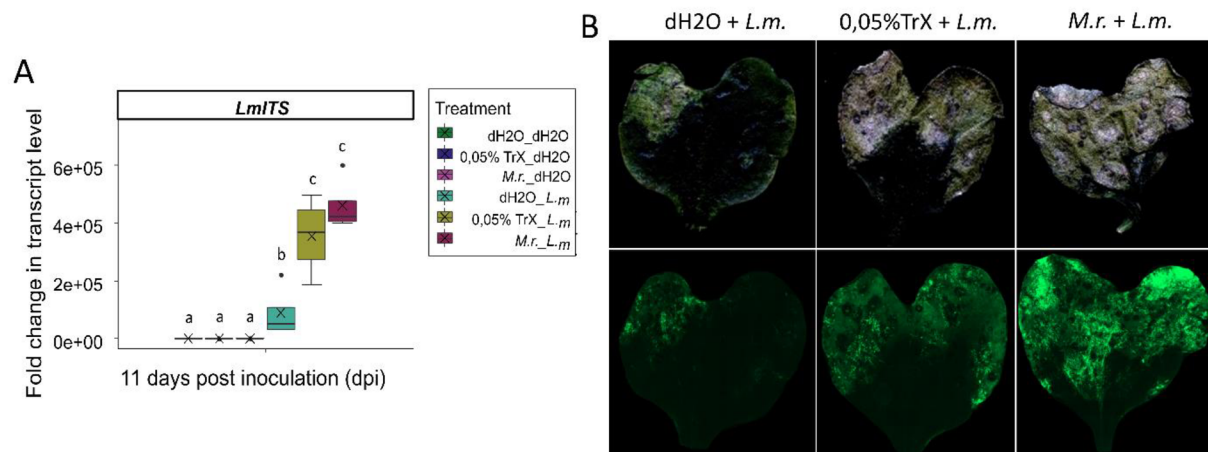 A
LmITS
Fold change in transcript level
6e+05
4e+05
2e+05
0e+00
a
a
a
b
c
c
11 days post inoculation (dpi)
Treatment
dH2O_dH2O
0,05% TrX_dH2O
M.r._dH2O
dH2O_L.m
0,05% TrX_L.m
M.r._L.m
B
dH2O + L.m.
0,05%TrX + L.m.
M.r. + L.m.